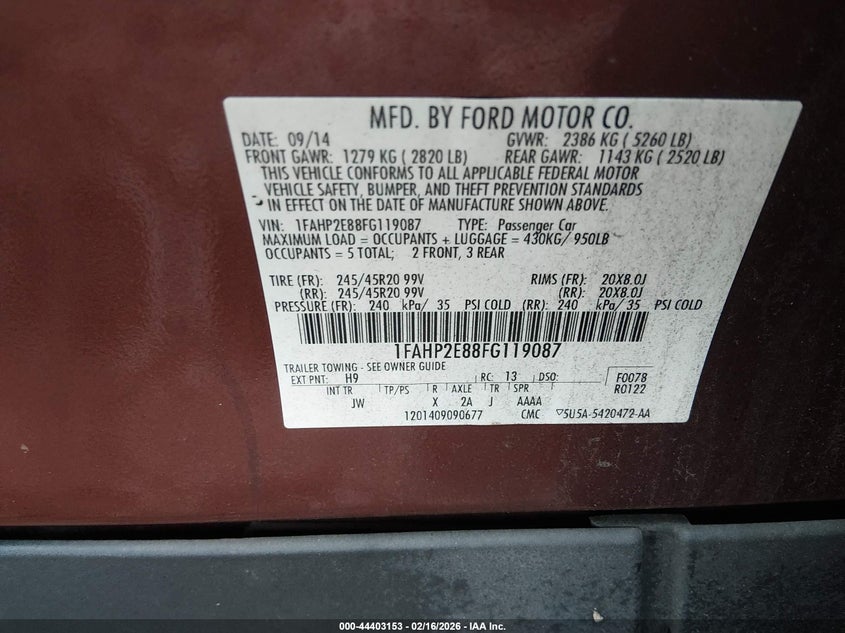 MFD. BY FORD MOTOR CO.
DATE: 09/14 GVWR: 2386 KG ( 5260 LB)
FRONT GAWR: 1279 KG ( 2820 LB) REAR GAWR: 1143 KG ( 2520 LB)
THIS VEHICLE CONFORMS TO ALL APPLICABLE FEDERAL MOTOR
VEHICLE SAFETY, BUMPER, AND THEFT PREVENTION STANDARDS
IN EFFECT ON THE DATE OF MANUFACTURE SHOWN ABOVE.
VIN: 1FAHP2E88FG119087 TYPE: Passenger Car
MAXIMUM LOAD = OCCUPANTS + LUGGAGE = 430KG/ 950LB
OCCUPANTS = 5 TOTAL; 2 FRONT, 3 REAR
TIRE (FR): 245/45R20 99V RIMS (FR): 20X8.0J
(RR): 245/45R20 99V (RR): 20X8.0J
PRESSURE (FR): 240 kPa/ 35 PSI COLD (RR): 240 kPa/ 35 PSI COLD
1FAHP2E88FG119087
TRAILER TOWING - SEE OWNER GUIDE
EXT PNT: H9 RC: 13 DSO: F0078
R0122
INT TR TP/PS R AXLE TR SPR
JW X 2A J AAAA
1201409090677 CMC ▽5U5A-5420472-AA
000-44403153 - 02/16/2026 - IAA Inc.